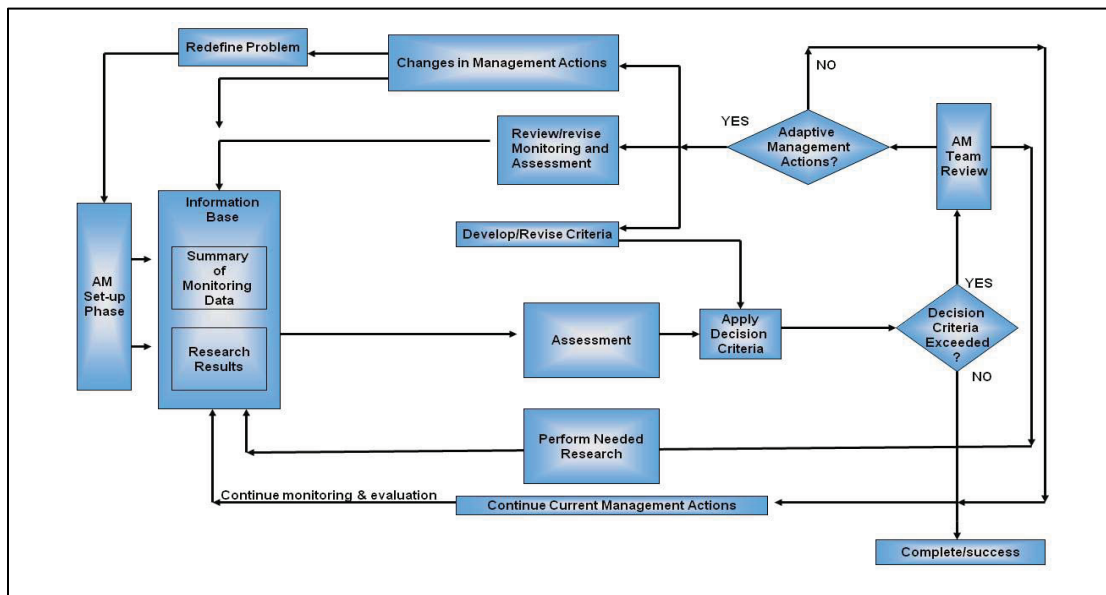 Redefine Problem
Changes in Management Actions
NO
YES
Adaptive
Management
Actions?
AM
Team
Review
Review/revise
Monitoring and
Assessment
Information
Base
Summary
of
Monitoring
Data
Research
Results
AM
Set-up
Phase
Develop/Revise Criteria
Assessment
Apply
Decision
Criteria
YES
Decision
Criteria
Exceeded
?
NO
Perform Needed
Research
Continue monitoring & evaluation
Continue Current Management Actions
Complete/success